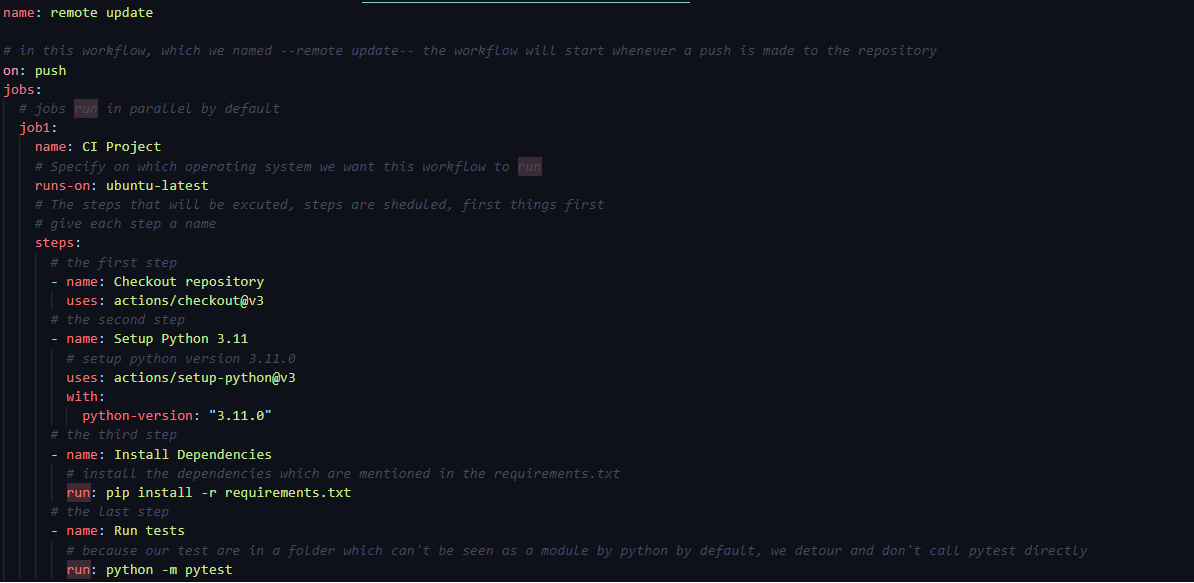 name: remote update
# in this workflow, which we named --remote update-- the workflow will start whenever a push is made to the repository
on: push
jobs:
# jobs run in parallel by default
job1:
name: CI Project
# Specify on which operating system we want this workflow to run
runs-on: ubuntu-latest
# The steps that will be excuted, steps are sheduled, first things first
# give each step a name
steps:
# the first step
- name: Checkout repository
uses: actions/checkout@v3
# the second step
- name: Setup Python 3.11
# setup python version 3.11.0
uses: actions/setup-python@v3
with:
python-version: "3.11.0"
# the third step
- name: Install Dependencies
# install the dependencies which are mentioned in the requirements.txt
run: pip install -r requirements.txt
# the last step
- name: Run tests
# because our test are in a folder which can't be seen as a module by python by default, we detour and don't call pytest directly
run: python -m pytest